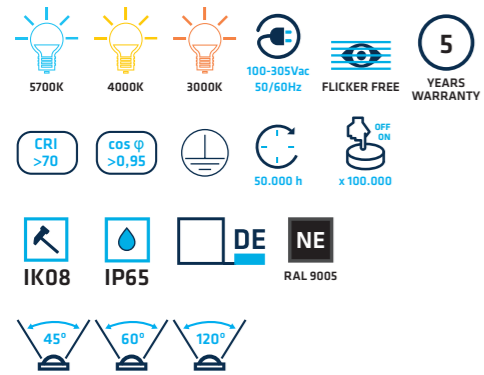 5700K
4000K
3000K
100-305Vac
50/60Hz
FLICKER FREE
5
YEARS
WARRANTY
CRI
>70
cos φ
>0,95
50.000 h
OFF
ON
x 100.000
IK08
IP65
DE
NE
RAL 9005
45°
60°
120°